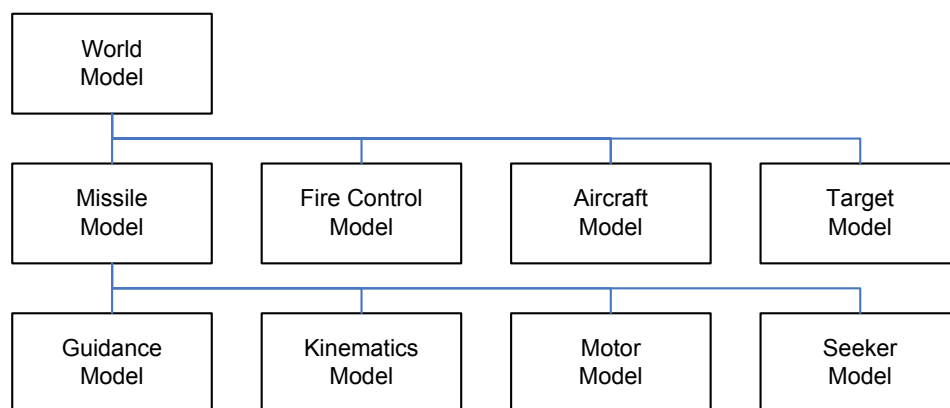 World
Model
Missile
Model
Fire Control
Model
Aircraft
Model
Target
Model
Guidance
Model
Kinematics
Model
Motor
Model
Seeker
Model